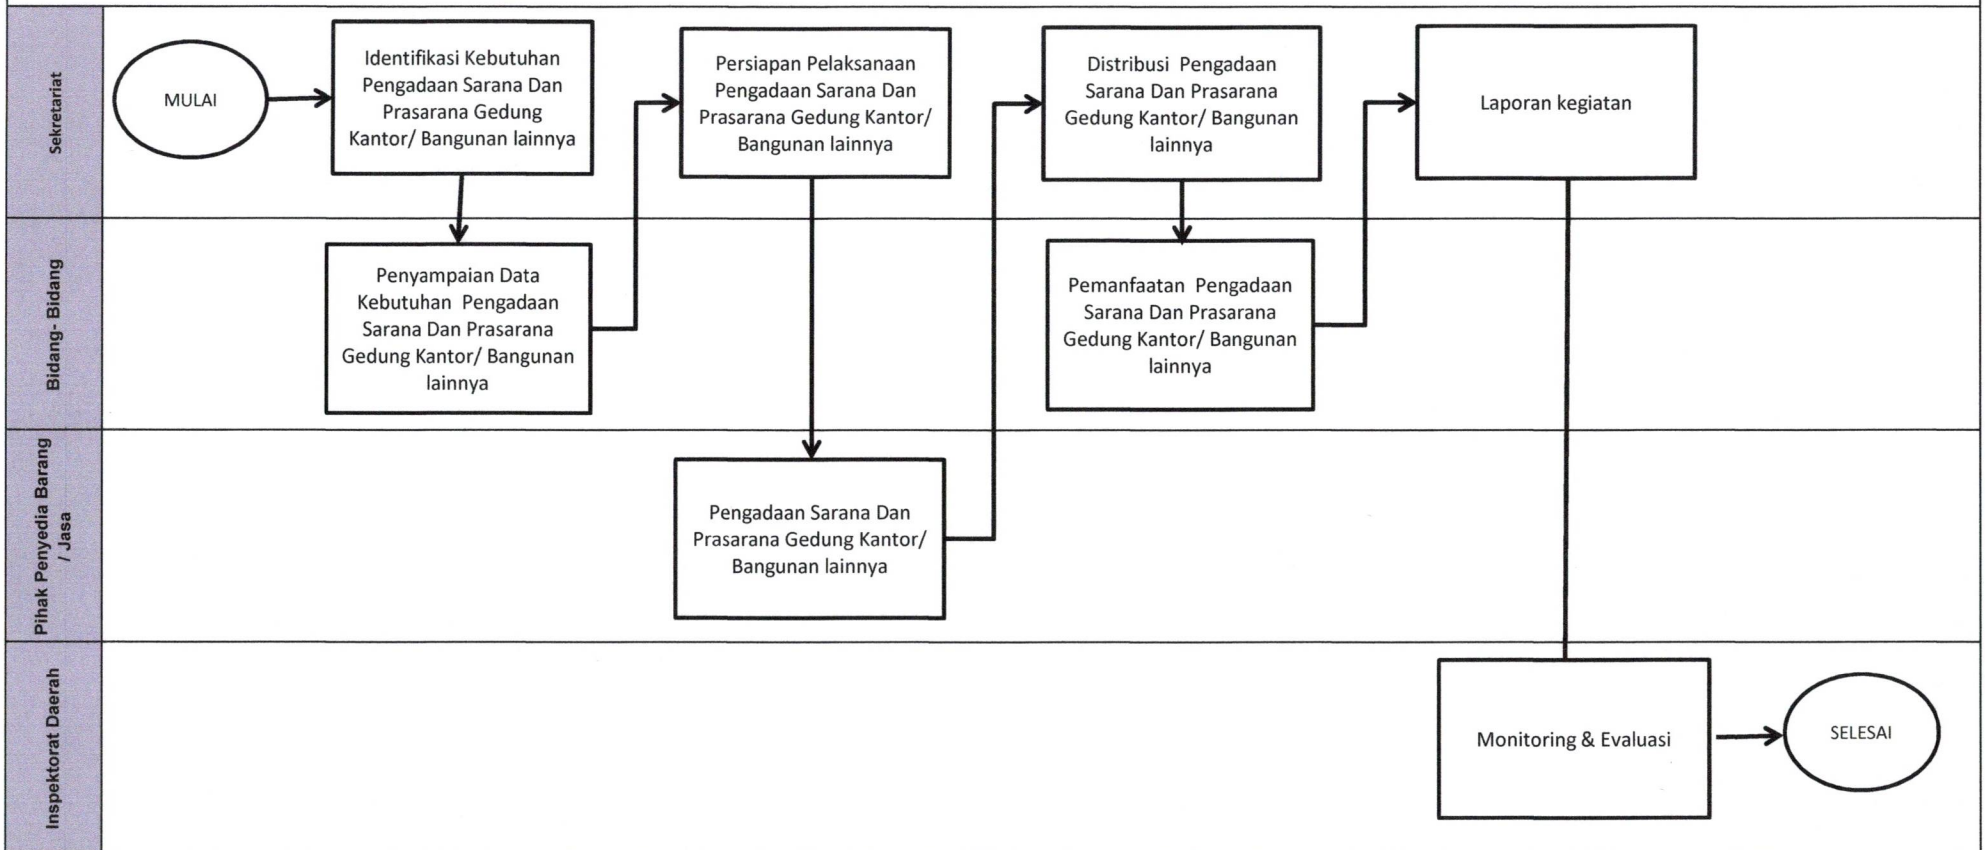 Sekretariat
MULAI
Identifikasi Kebutuhan
Pengadaan Sarana Dan
Prasarana Gedung
Kantor/ Bangunan lainnya
Persiapan Pelaksanaan
Pengadaan Sarana Dan
Prasarana Gedung Kantor/
Bangunan lainnya
Distribusi Pengadaan
Sarana Dan Prasarana
Gedung Kantor/ Bangunan
lainnya
Laporan kegiatan
Bidang- Bidang
Penyampaian Data
Kebutuhan Pengadaan
Sarana Dan Prasarana
Gedung Kantor/ Bangunan
lainnya
Pemanfaatan Pengadaan
Sarana Dan Prasarana
Gedung Kantor/ Bangunan
lainnya
Pihak Penyedia Barang
/ Jasa
Pengadaan Sarana Dan
Prasarana Gedung Kantor/
Bangunan lainnya
Inspektorat Daerah
Monitoring & Evaluasi
SELESAI